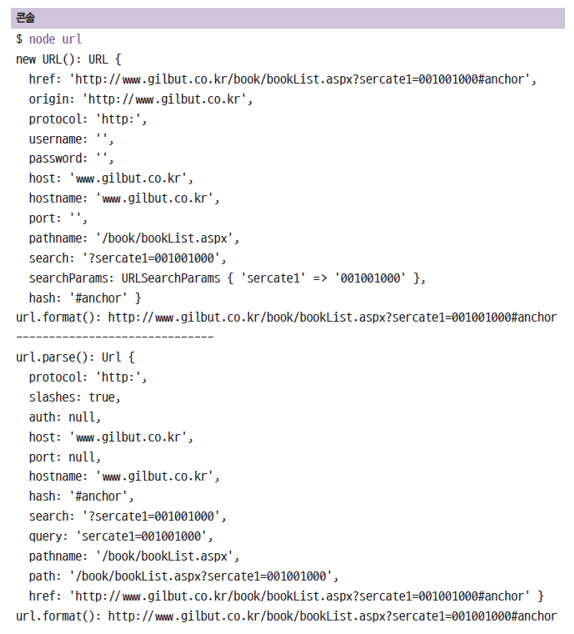 콘솔
$ node url
new URL(): URL {
  href: 'http://www.gilbut.co.kr/book/bookList.aspx?sercate1=001001000#anchor',
  origin: 'http://www.gilbut.co.kr',
  protocol: 'http:',
  username: '',
  password: '',
  host: 'www.gilbut.co.kr',
  hostname: 'www.gilbut.co.kr',
  port: '',
  pathname: '/book/bookList.aspx',
  search: '?sercate1=001001000',
  searchParams: URLSearchParams { 'sercate1' => '001001000' },
  hash: '#anchor' }
url.format(): http://www.gilbut.co.kr/book/bookList.aspx?sercate1=001001000#anchor
------------------------------
url.parse(): Url {
  protocol: 'http:',
  slashes: true,
  auth: null,
  host: 'www.gilbut.co.kr',
  port: null,
  hostname: 'www.gilbut.co.kr',
  hash: '#anchor',
  search: '?sercate1=001001000',
  query: 'sercate1=001001000',
  pathname: '/book/bookList.aspx',
  path: '/book/bookList.aspx?sercate1=001001000',
  href: 'http://www.gilbut.co.kr/book/bookList.aspx?sercate1=001001000#anchor' }
url.format(): http://www.gilbut.co.kr/book/bookList.aspx?sercate1=001001000#anchor